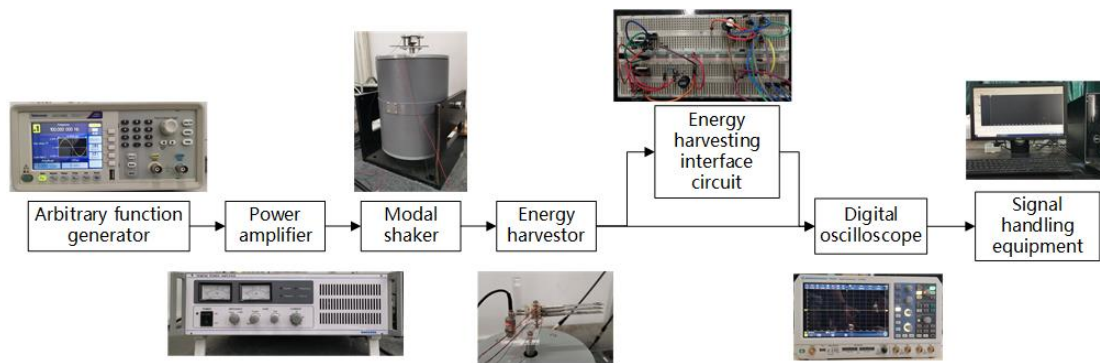 Energy
harvesting
interface
circuit
Arbitrary function
generator
Power
amplifier
Modal
shaker
Energy
harvestor
Digital
oscilloscope
Signal
handling
equipment